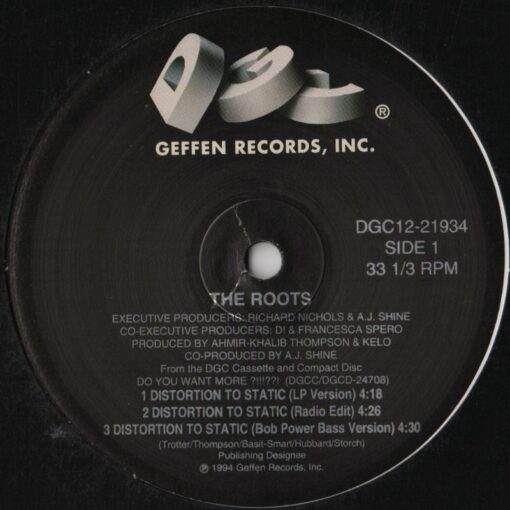 DGC®
GEFFEN RECORDS, INC.
DGC12-21934
SIDE 1
33 1/3 RPM
THE ROOTS
EXECUTIVE PRODUCERS: RICHARD NICHOLS & A.J. SHINE
CO-EXECUTIVE PRODUCERS: D! & FRANCESCA SPERO
PRODUCED BY AHMIR-KHALIB THOMPSON & KELO
CO-PRODUCED BY A.J. SHINE
From the DGC Cassette and Compact Disc
DO YOU WANT MORE ?!!!??! (DGCC/DGCD-24708)
1 DISTORTION TO STATIC (LP Version) 4:18
2 DISTORTION TO STATIC (Radio Edit) 4:26
3 DISTORTION TO STATIC (Bob Power Bass Version) 4:30
(Trotter/Thompson/Basit-Smart/Hubbard/Storch)
Publishing Designee
℗ 1994 Geffen Records, Inc.